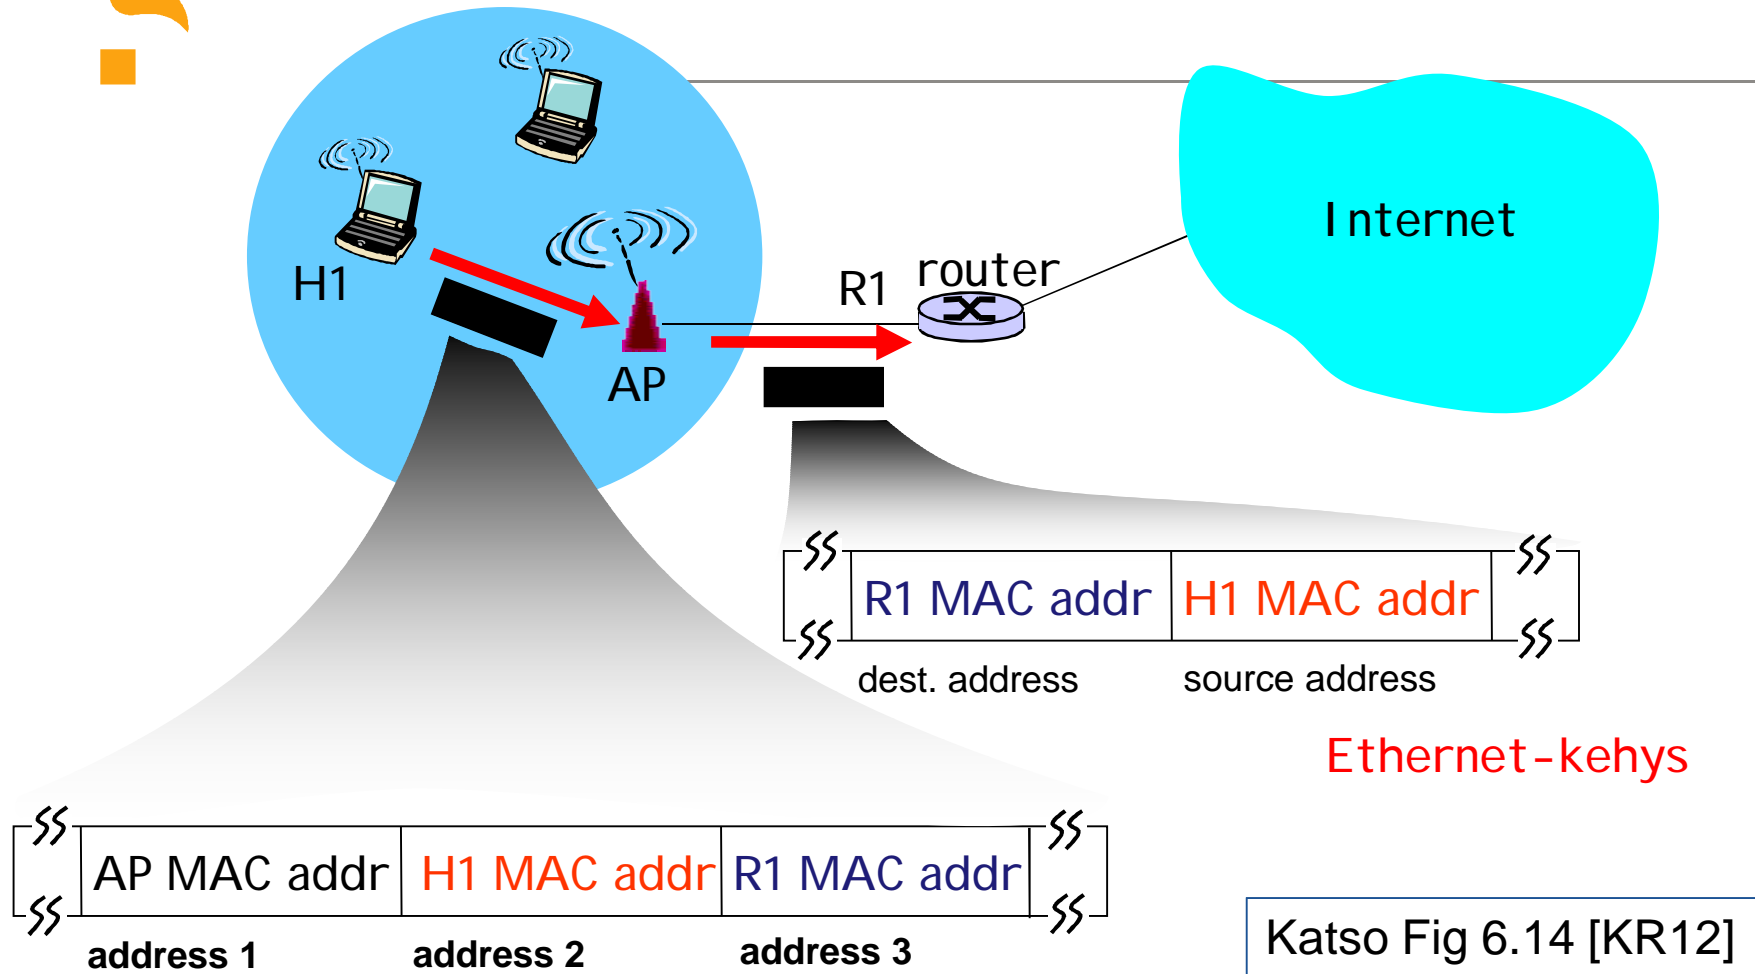 Internet
H1
R1
router
AP
R1 MAC addr
H1 MAC addr
dest. address
source address
Ethernet-kehys
AP MAC addr
H1 MAC addr
R1 MAC addr
address 1
address 2
address 3
Katso Fig 6.14 [KR12]